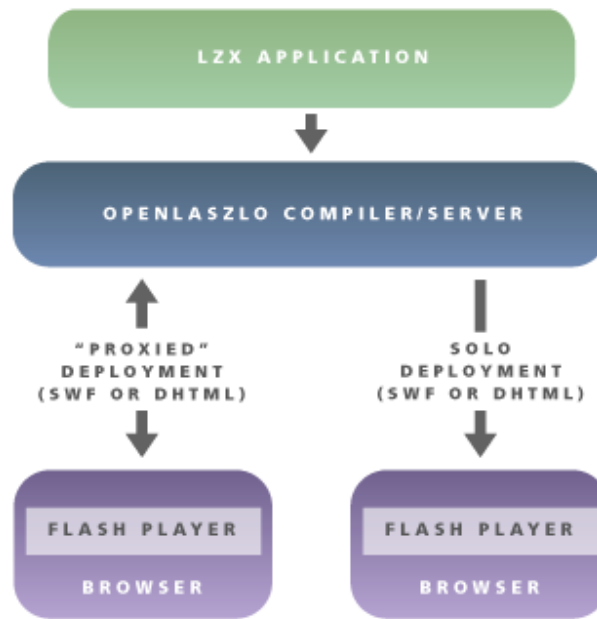 LZX APPLICATION
OPENLASZLO COMPILER/SERVER
“PROXIED”
DEPLOYMENT
(SWF OR DHTML)
SOLO
DEPLOYMENT
(SWF OR DHTML)
FLASH PLAYER
BROWSER
FLASH PLAYER
BROWSER